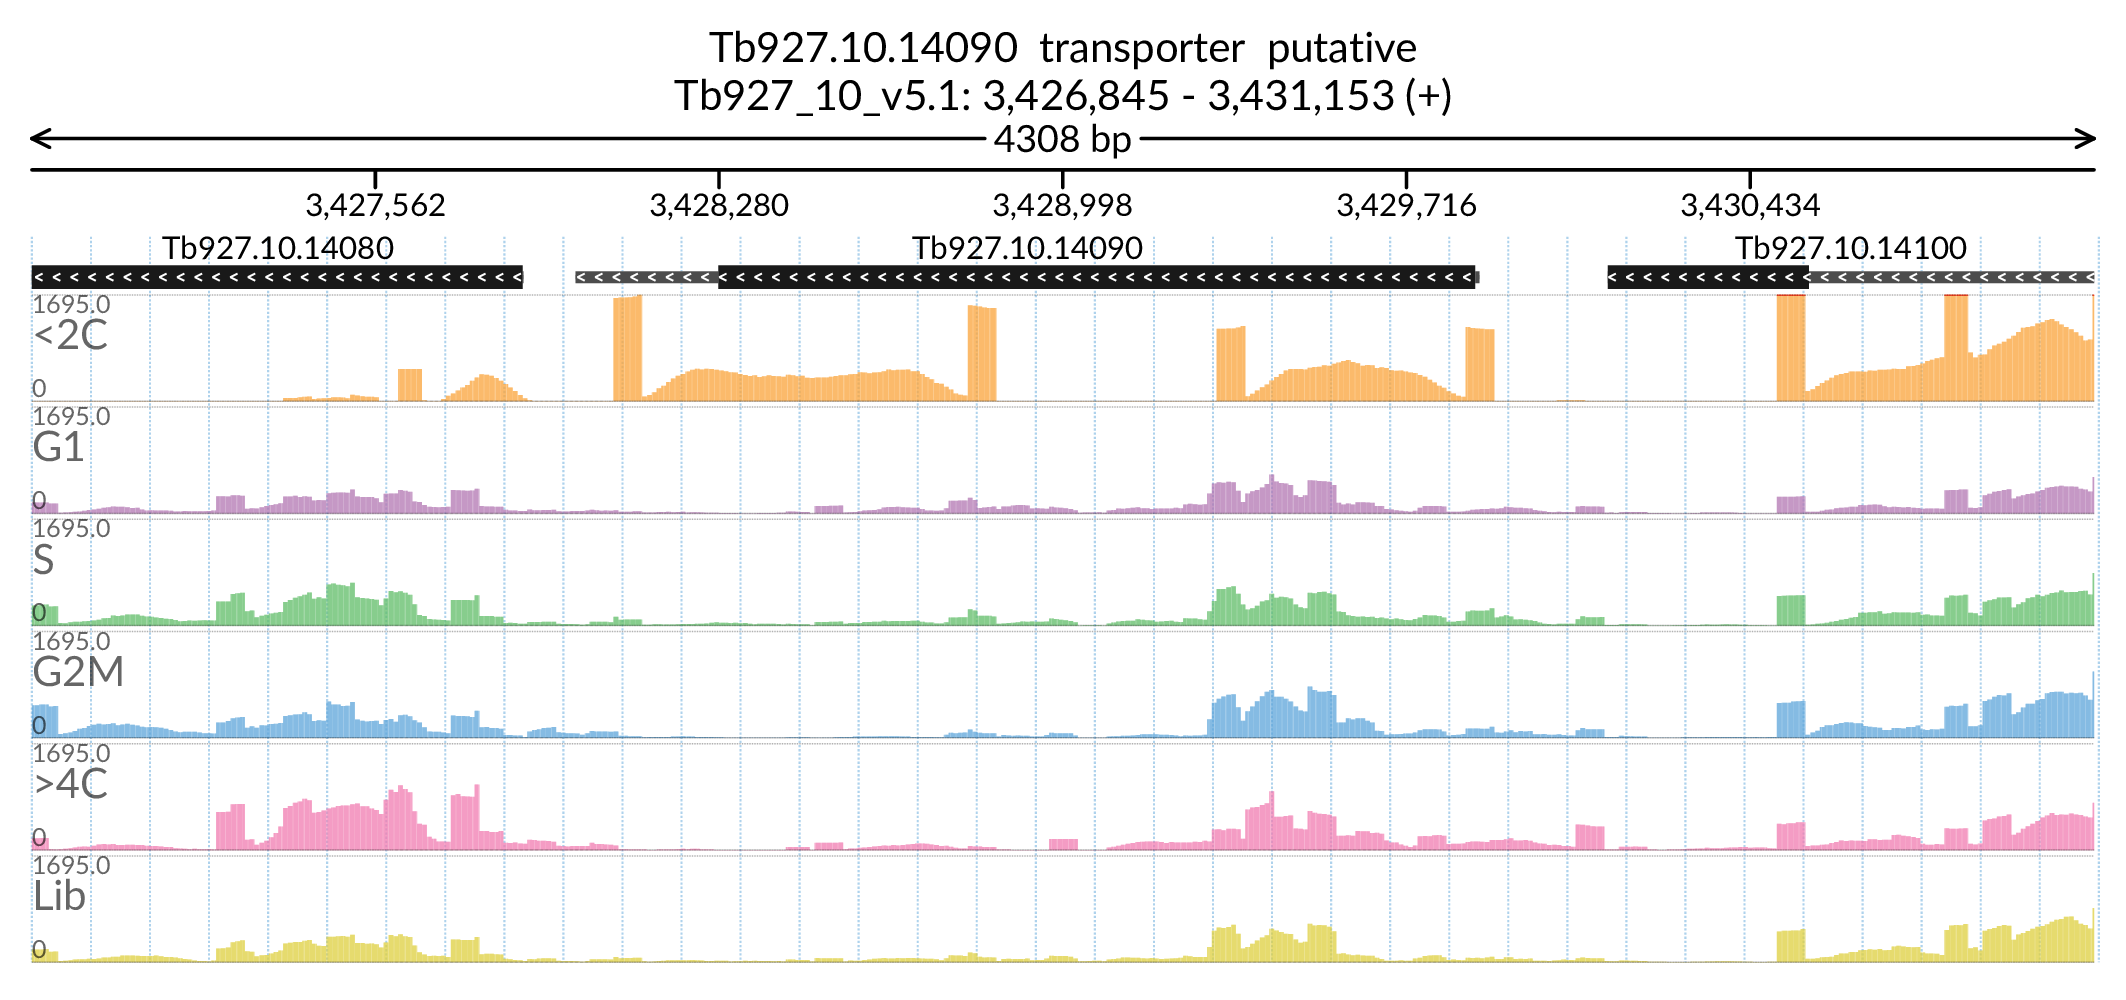 Tb927.10.14090 transporter putative
Tb927_10_v5.1: 3,426,845 - 3,431,153 (+)
4308 bp
3,427,562 3,428,280 3,428,998 3,429,716 3,430,434
Tb927.10.14080 Tb927.10.14090 Tb927.10.14100
1695.0
<2C
0
1695.0
G1
0
1695.0
S
0
1695.0
G2M
0
1695.0
>4C
0
1695.0
Lib
0